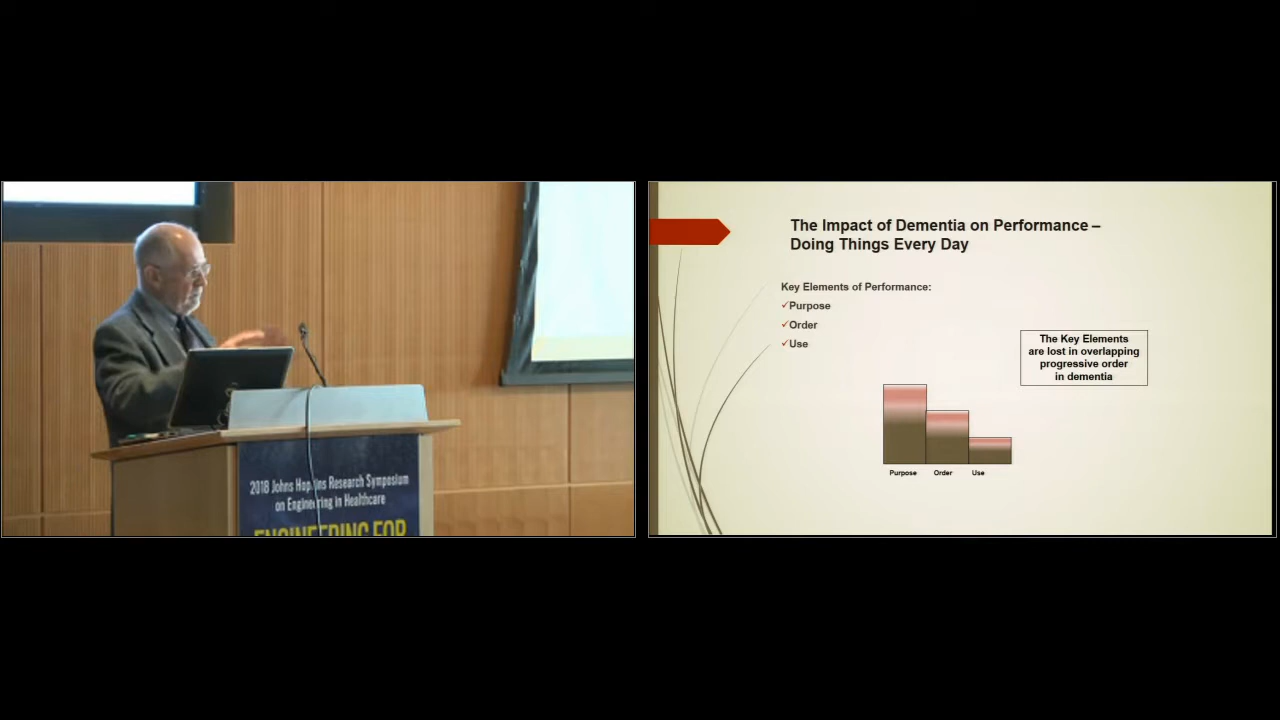 2018 Johns Hopkins Research Symposium
on Engineering in Healthcare
ENGINEERING FOR
The Impact of Dementia on Performance –
Doing Things Every Day
Key Elements of Performance:
✓Purpose
✓Order
✓Use
The Key Elements
are lost in overlapping
progressive order
in dementia
Purpose Order Use